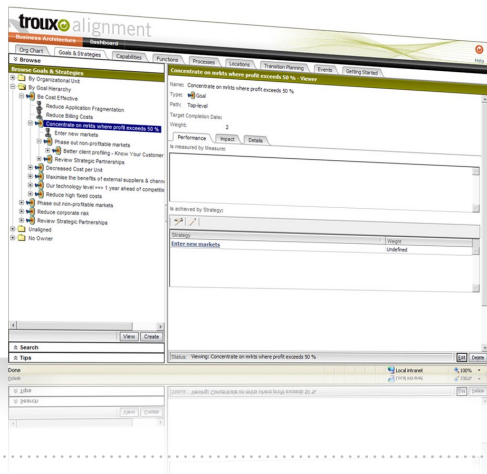 troux alignment
Business Architecture Dashboard
Org Chart Goals & Strategies Capabilities Functions Processes Locations Transition Planning Events Getting Started
Help
Browse
Browse Goals & Strategies
By Organizational Unit
By Goal Hierarchy
Be Cost Effective
Reduce Application Fragmentation
Reduce Billing Costs
Concentrate on mrkts where profit exceeds 50 %
Enter new markets
Phase out non-profitable markets
Better client profiling - Know Your Customer
Review Strategic Partnerships
Decreased Cost per Unit
Maximise the benefits of external suppliers & chann
Our technology level >>> 1 year ahead of competitio
Reduce high fixed costs
Phase out non-profitable markets
Reduce corporate risk
Review Strategic Partnerships
Unaligned
No Owner
View Create
Search
Tips
Concentrate on mrkts where profit exceeds 50 % - Viewer
Name: Concentrate on mrkts where profit exceeds 50 %
Type: Goal
Path: Top-level
Target Completion Date:
Weight: 2
Performance Impact Details
Is measured by Measure:
Is achieved by Strategy:
Strategy Weight
Enter new markets Undefined
Status: Viewing: Concentrate on mrkts where profit exceeds 50 % Edit Delete
Done Local intranet 100%